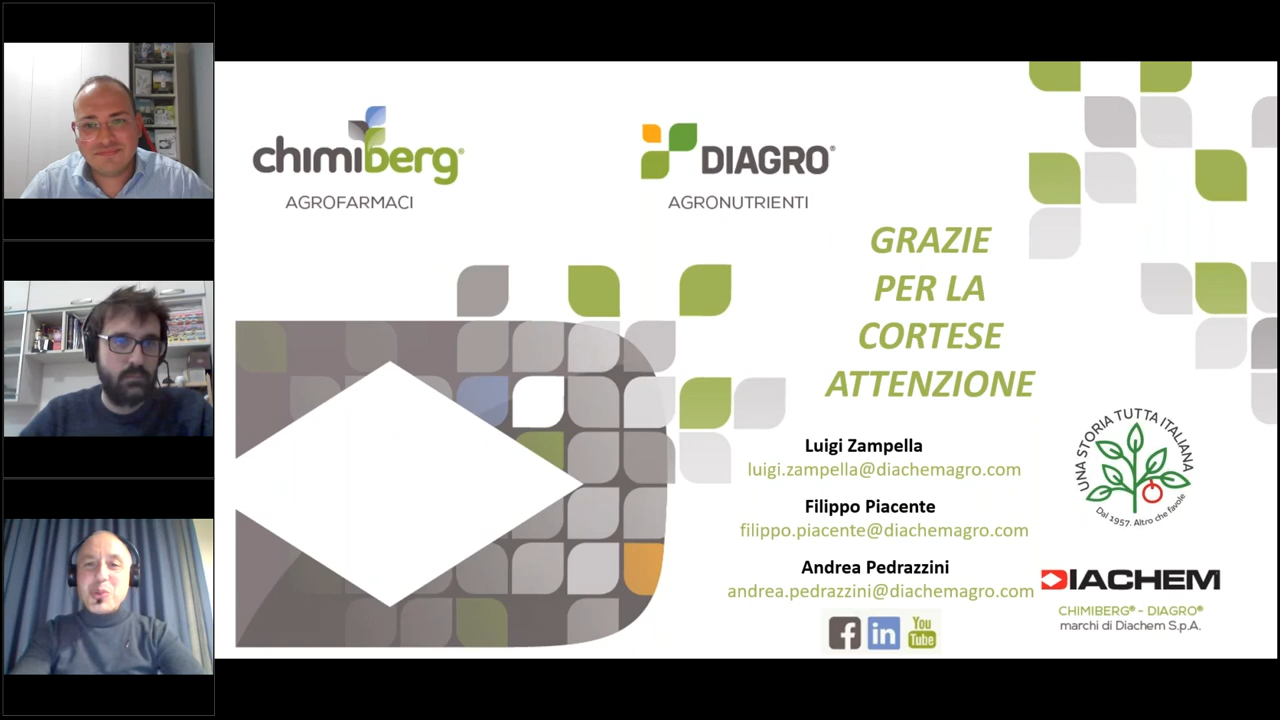 chimiberg®
AGROFARMACI
DIAGRO®
AGRONUTRIENTI
GRAZIE
PER LA
CORTESE
ATTENZIONE
Luigi Zampella
luigi.zampella@diachemagro.com
Filippo Piacente
filippo.piacente@diachemagro.com
Andrea Pedrazzini
andrea.pedrazzini@diachemagro.com
You
Tube
UNA STORIA TUTTA ITALIANA
Dal 1957. Altro che favole
DIACHEM
CHIMIBERG® - DIAGRO®
marchi di Diachem S.p.A.